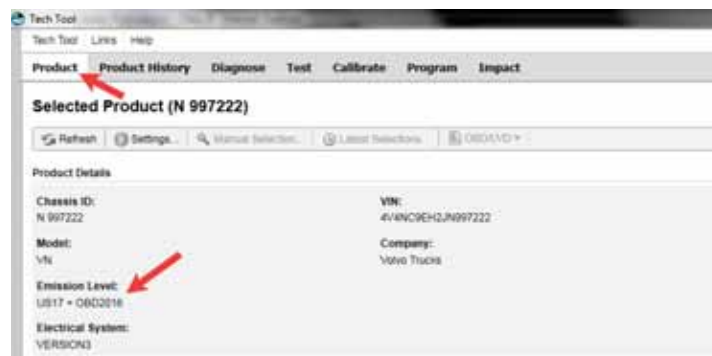 Tech Tool
Tech Tool Links Help
Product Product History Diagnose Test Calibrate Program Impact
Selected Product (N 997222)
Refresh Settings... Manual Selection... Latest Selections OBD/LVD
Product Details
Chassis ID: VIN:
N 997222 4V4NC9EH2JN997222
Model: Company:
VN Volvo Trucks
Emission Level:
US17 + OBD2016
Electrical System:
VERSION3